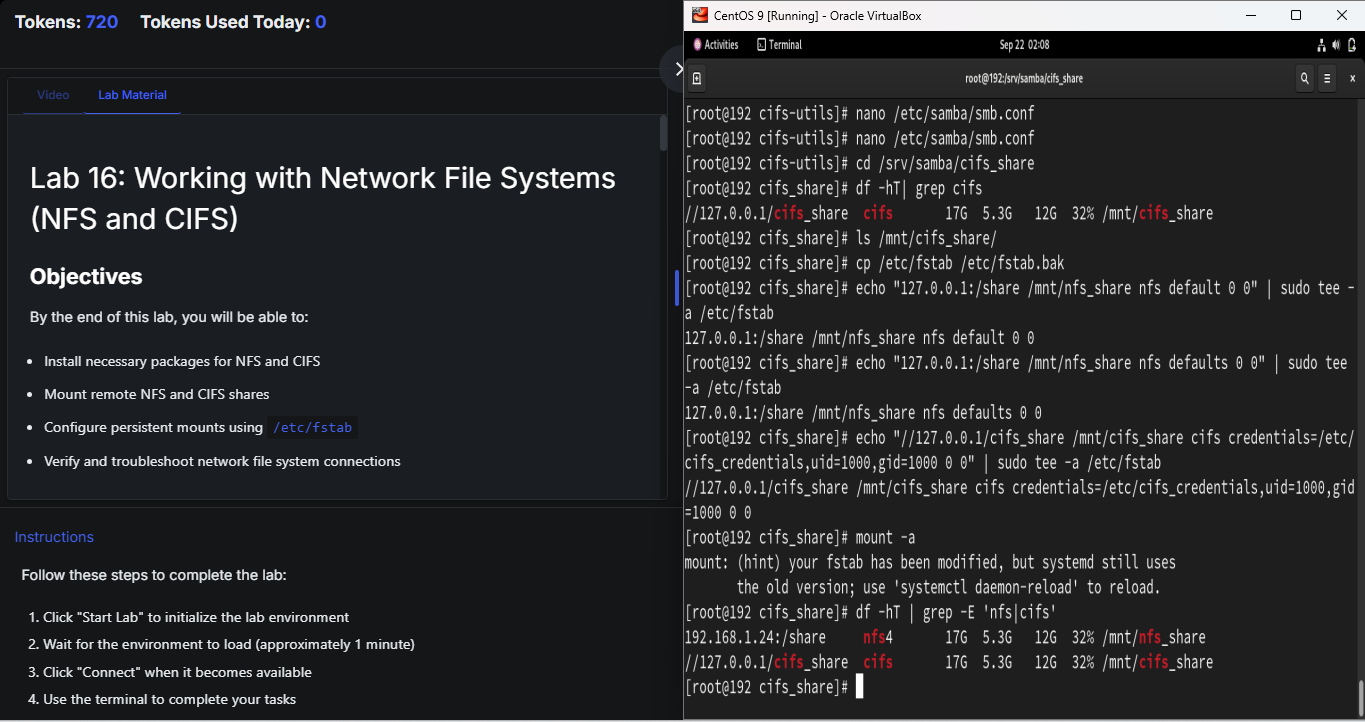 Tokens: 720 Tokens Used Today: 0
Video Lab Material
Lab 16: Working with Network File Systems
(NFS and CIFS)
Objectives
By the end of this lab, you will be able to:
• Install necessary packages for NFS and CIFS
• Mount remote NFS and CIFS shares
• Configure persistent mounts using /etc/fstab
• Verify and troubleshoot network file system connections
Instructions
Follow these steps to complete the lab:
1. Click "Start Lab" to initialize the lab environment
2. Wait for the environment to load (approximately 1 minute)
3. Click "Connect" when it becomes available
4. Use the terminal to complete your tasks
CentOS 9 [Running] - Oracle VirtualBox
Activities Terminal Sep 22 02:08
root@192:/srv/samba/cifs_share
[root@192 cifs-utils]# nano /etc/samba/smb.conf
[root@192 cifs-utils]# nano /etc/samba/smb.conf
[root@192 cifs-utils]# cd /srv/samba/cifs_share
[root@192 cifs_share]# df -hT| grep cifs
//127.0.0.1/cifs_share cifs 17G 5.3G 12G 32% /mnt/cifs_share
[root@192 cifs_share]# ls /mnt/cifs_share/
[root@192 cifs_share]# cp /etc/fstab /etc/fstab.bak
[root@192 cifs_share]# echo "127.0.0.1:/share /mnt/nfs_share nfs default 0 0" | sudo tee -
a /etc/fstab
127.0.0.1:/share /mnt/nfs_share nfs default 0 0
[root@192 cifs_share]# echo "127.0.0.1:/share /mnt/nfs_share nfs defaults 0 0" | sudo tee
-a /etc/fstab
127.0.0.1:/share /mnt/nfs_share nfs defaults 0 0
[root@192 cifs_share]# echo "//127.0.0.1/cifs_share /mnt/cifs_share cifs credentials=/etc/
cifs_credentials,uid=1000,gid=1000 0 0" | sudo tee -a /etc/fstab
//127.0.0.1/cifs_share /mnt/cifs_share cifs credentials=/etc/cifs_credentials,uid=1000,gid
=1000 0 0
[root@192 cifs_share]# mount -a
mount: (hint) your fstab has been modified, but systemd still uses
the old version; use 'systemctl daemon-reload' to reload.
[root@192 cifs_share]# df -hT | grep -E 'nfs|cifs'
192.168.1.24:/share nfs4 17G 5.3G 12G 32% /mnt/nfs_share
//127.0.0.1/cifs_share cifs 17G 5.3G 12G 32% /mnt/cifs_share
[root@192 cifs_share]#